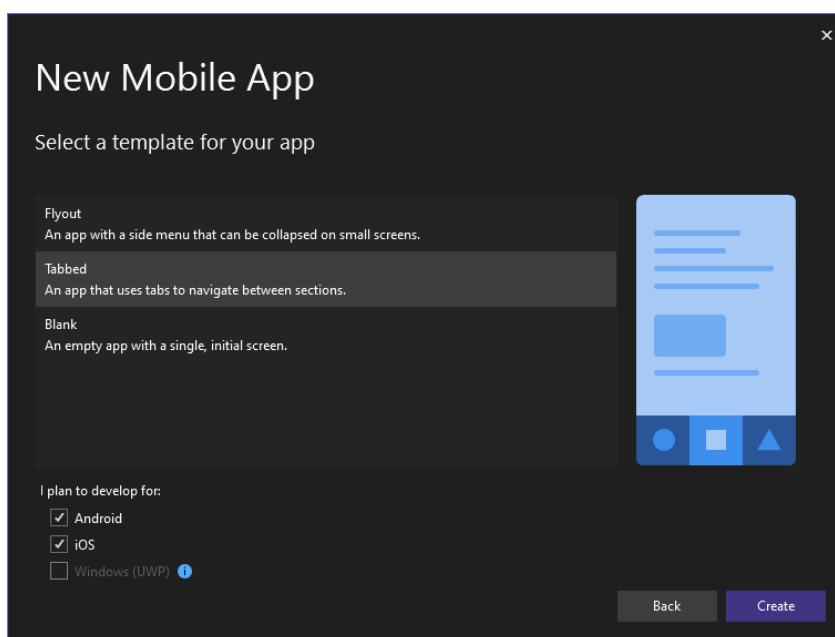 New Mobile App
Select a template for your app
Flyout
An app with a side menu that can be collapsed on small screens.
Tabbed
An app that uses tabs to navigate between sections.
Blank
An empty app with a single, initial screen.
I plan to develop for:
Android
iOS
Windows (UWP)
Back
Create